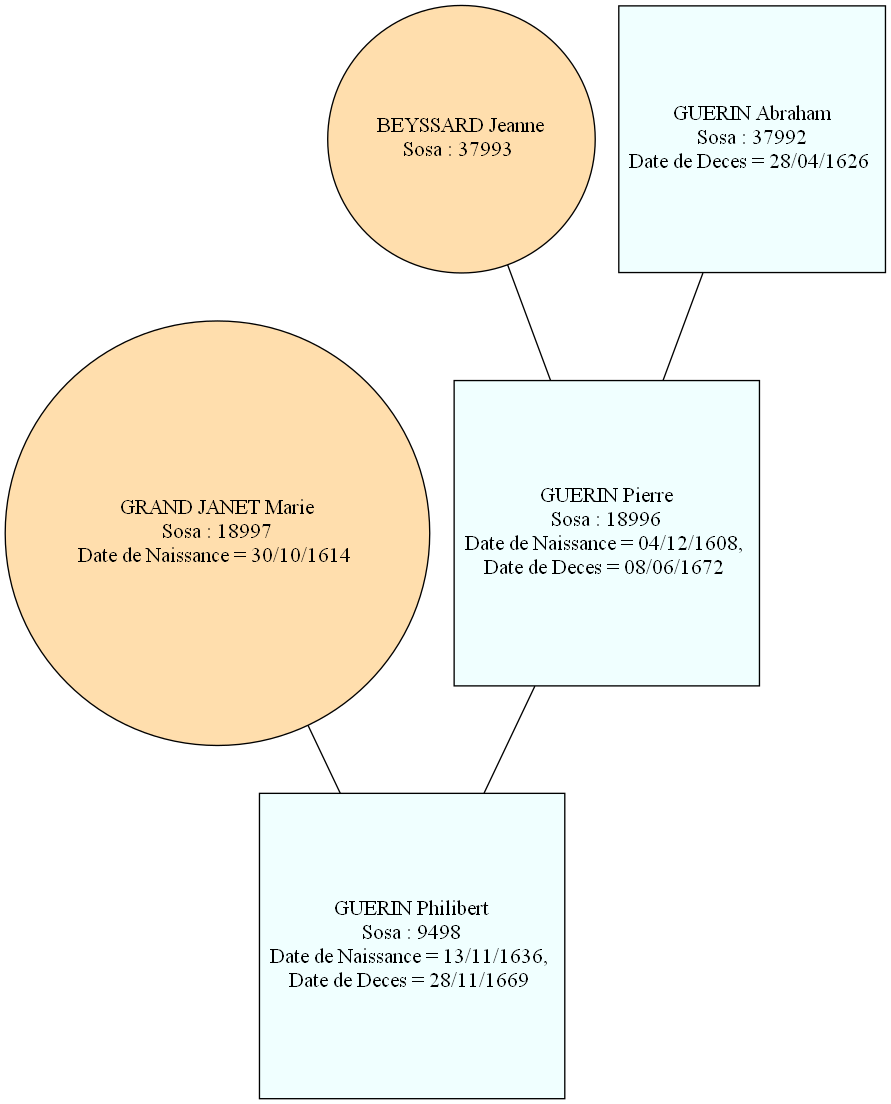 BEYSSARD Jeanne
Sosa : 37993
GUERIN Abraham
Sosa : 37992
Date de Deces = 28/04/1626
GRAND JANET Marie
Sosa : 18997
Date de Naissance = 30/10/1614
GUERIN Pierre
Sosa : 18996
Date de Naissance = 04/12/1608,
Date de Deces = 08/06/1672
GUERIN Philibert
Sosa : 9498
Date de Naissance = 13/11/1636,
Date de Deces = 28/11/1669